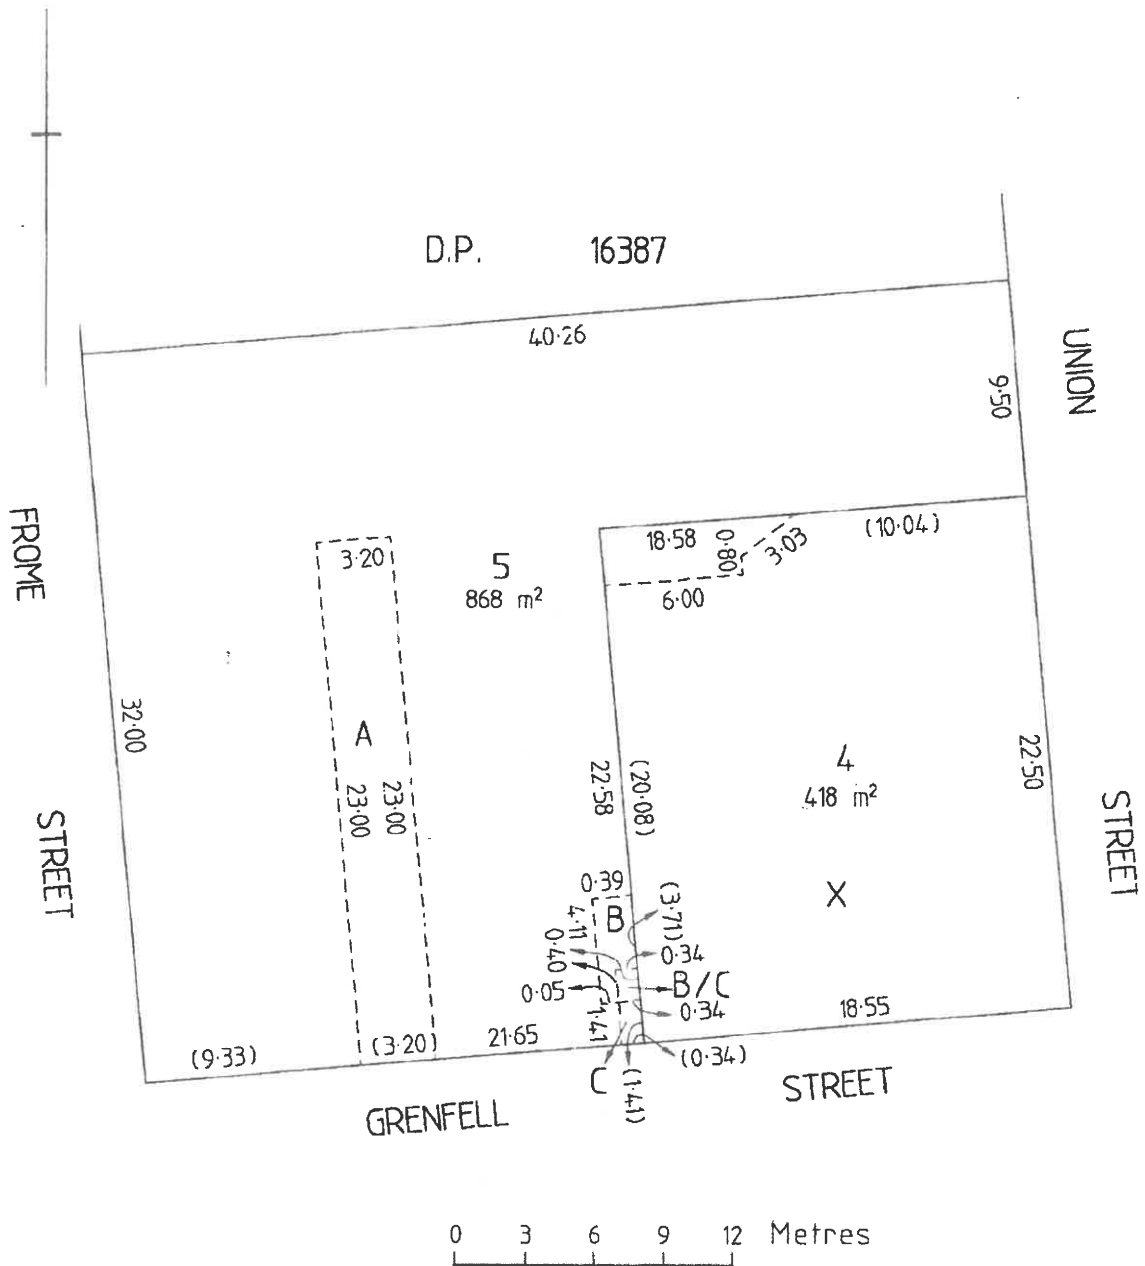 D.P. 16387
40·26
UNION
9·50
FROME
18·58
0·80
3·03
(10·04)
3·20
5
868 m²
6·00
32·00
A
23·00
23·00
22·58
(20·08)
4
418 m²
22·50
STREET
STREET
0·39
X
B
(3·71)
4·11
0·40
0·34
0·05
B/C
1·41
0·34
21·65
18·55
(9·33)
(3·20)
(0·34)
C
(1·41)
GRENFELL
STREET
0 3 6 9 12 Metres